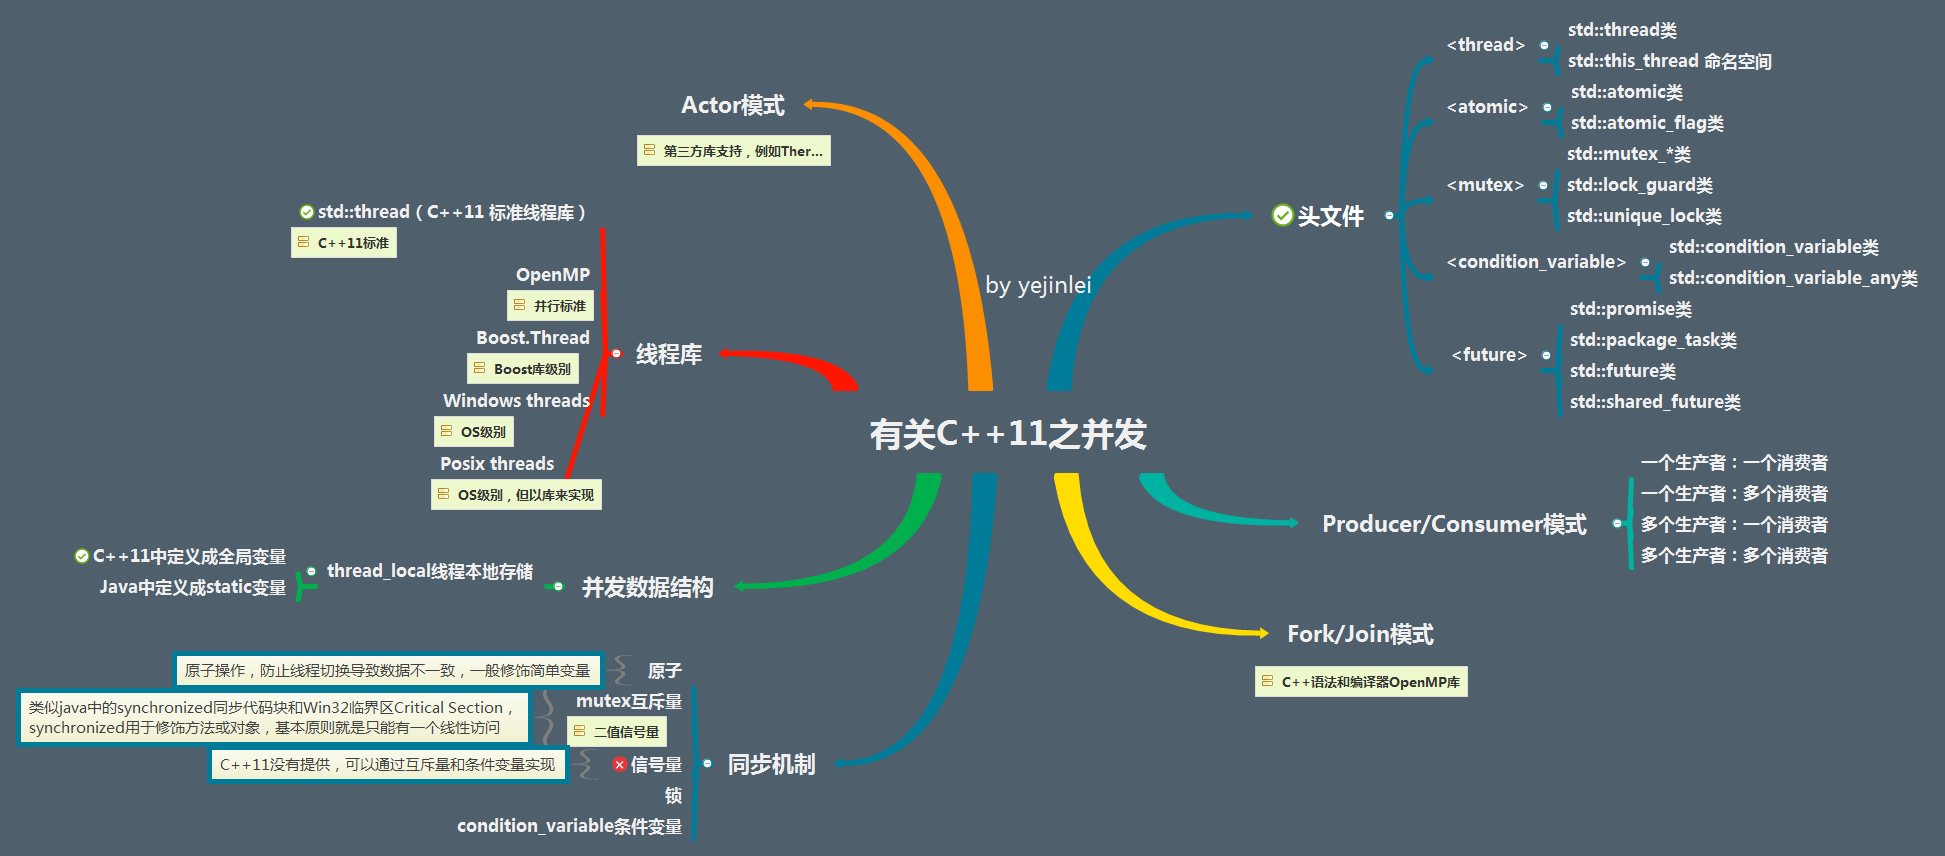 有关C++11之并发
by yejinlei
头文件
<thread>
std::thread类
std::this_thread 命名空间
<atomic>
std::atomic类
std::atomic_flag类
<mutex>
std::mutex_*类
std::lock_guard类
std::unique_lock类
<condition_variable>
std::condition_variable类
std::condition_variable_any类
<future>
std::promise类
std::package_task类
std::future类
std::shared_future类
Producer/Consumer模式
一个生产者：一个消费者
一个生产者：多个消费者
多个生产者：一个消费者
多个生产者：多个消费者
Fork/Join模式
C++语法和编译器OpenMP库
Actor模式
第三方库支持，例如Ther...
线程库
std::thread（C++11 标准线程库）
C++11标准
OpenMP
并行标准
Boost.Thread
Boost库级别
Windows threads
OS级别
Posix threads
OS级别，但以库来实现
并发数据结构
thread_local线程本地存储
C++11中定义成全局变量
Java中定义成static变量
同步机制
原子
原子操作，防止线程切换导致数据不一致，一般修饰简单变量
mutex互斥量
二值信号量
类似java中的synchronized同步代码块和Win32临界区Critical Section，
synchronized用于修饰方法或对象，基本原则就是只能有一个线性访问
信号量
C++11没有提供，可以通过互斥量和条件变量实现
锁
condition_variable条件变量